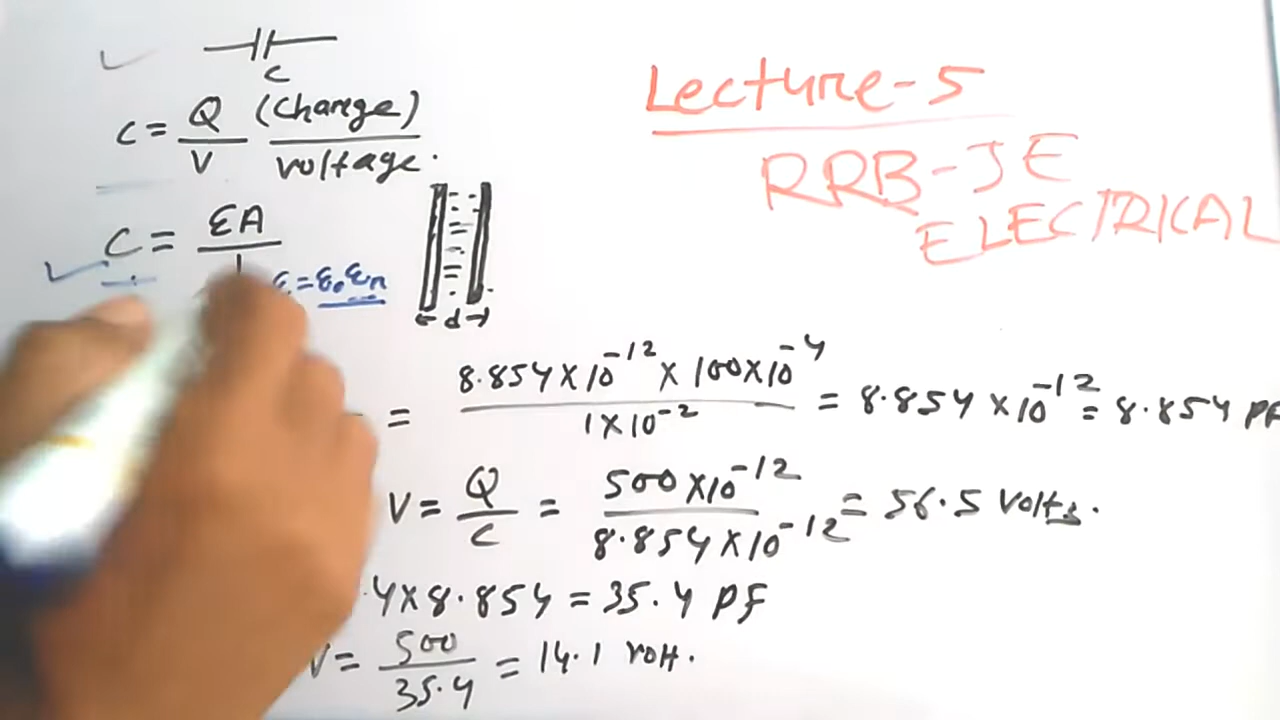 C
C = Q/V (Charge)/voltage.
C = εA/
ε = ε₀εr
d
Lecture-5
RRB-JE
ELECTRICAL
= 8.854×10⁻¹² × 100×10⁻⁴ / 1×10⁻² = 8.854×10⁻¹² = 8.854 PF
V = Q/C = 500×10⁻¹² / 8.854×10⁻¹² = 56.5 volts.
4×8.854 = 35.4 PF
V = 500/35.4 = 14.1 volt.